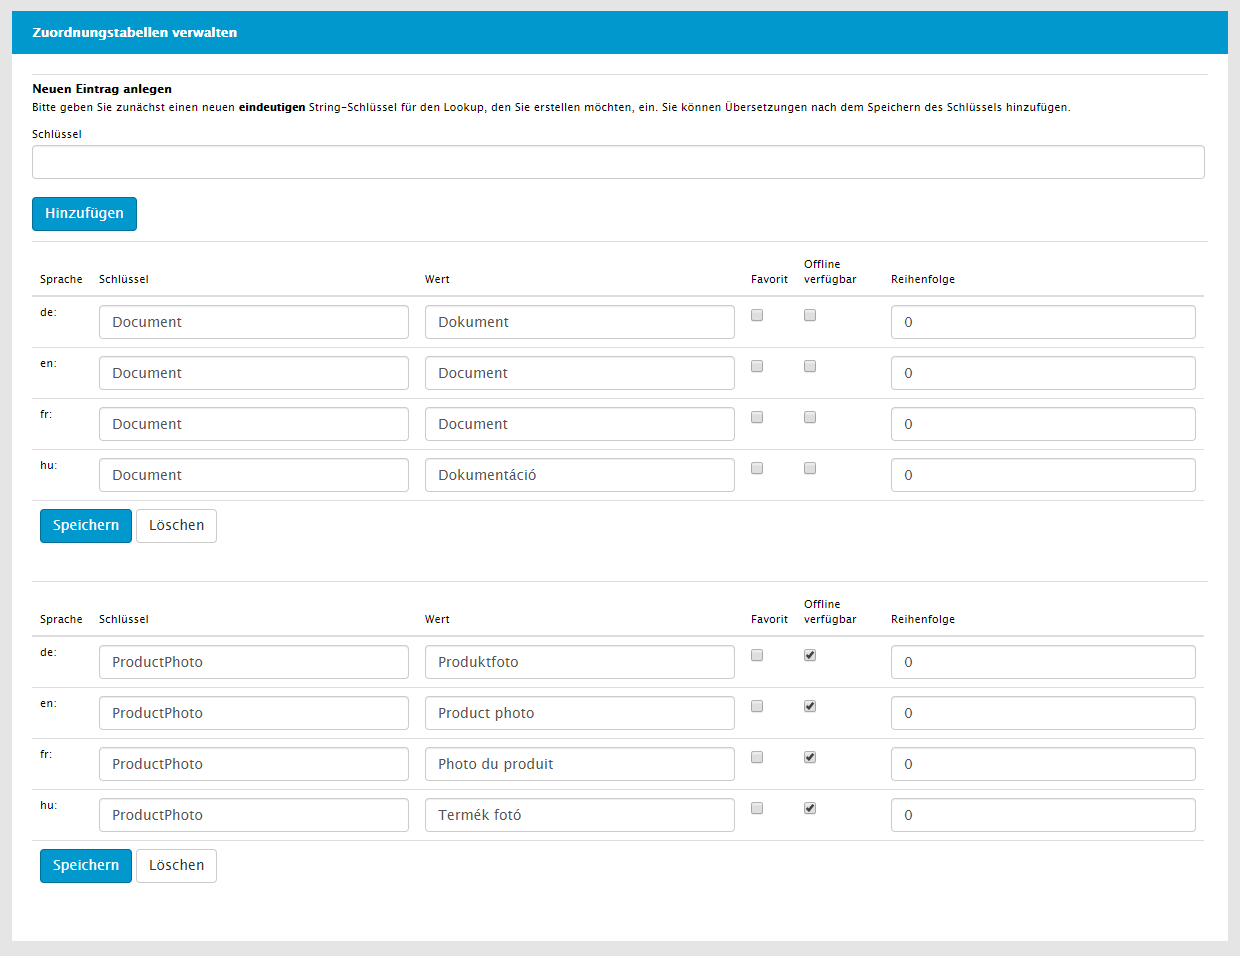 Zuordnungstabellen verwalten
Neuen Eintrag anlegen
Bitte geben Sie zunächst einen neuen eindeutigen String-Schlüssel für den Lookup, den Sie erstellen möchten, ein. Sie können Übersetzungen nach dem Speichern des Schlüssels hinzufügen.
Schlüssel
Hinzufügen
Sprache Schlüssel Wert Favorit Offline verfügbar Reihenfolge
de: Document Dokument 0
en: Document Document 0
fr: Document Document 0
hu: Document Dokumentáció 0
Speichern Löschen
Sprache Schlüssel Wert Favorit Offline verfügbar Reihenfolge
de: ProductPhoto Produktfoto 0
en: ProductPhoto Product photo 0
fr: ProductPhoto Photo du produit 0
hu: ProductPhoto Termék fotó 0
Speichern Löschen